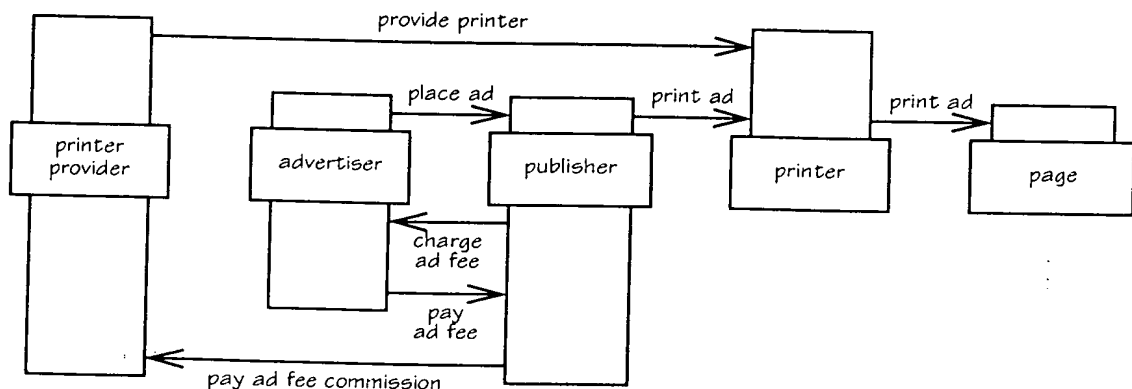 provide printer
place ad
print ad
print ad
printer
provider
advertiser
publisher
printer
page
charge
ad fee
pay
ad fee
pay ad fee commission